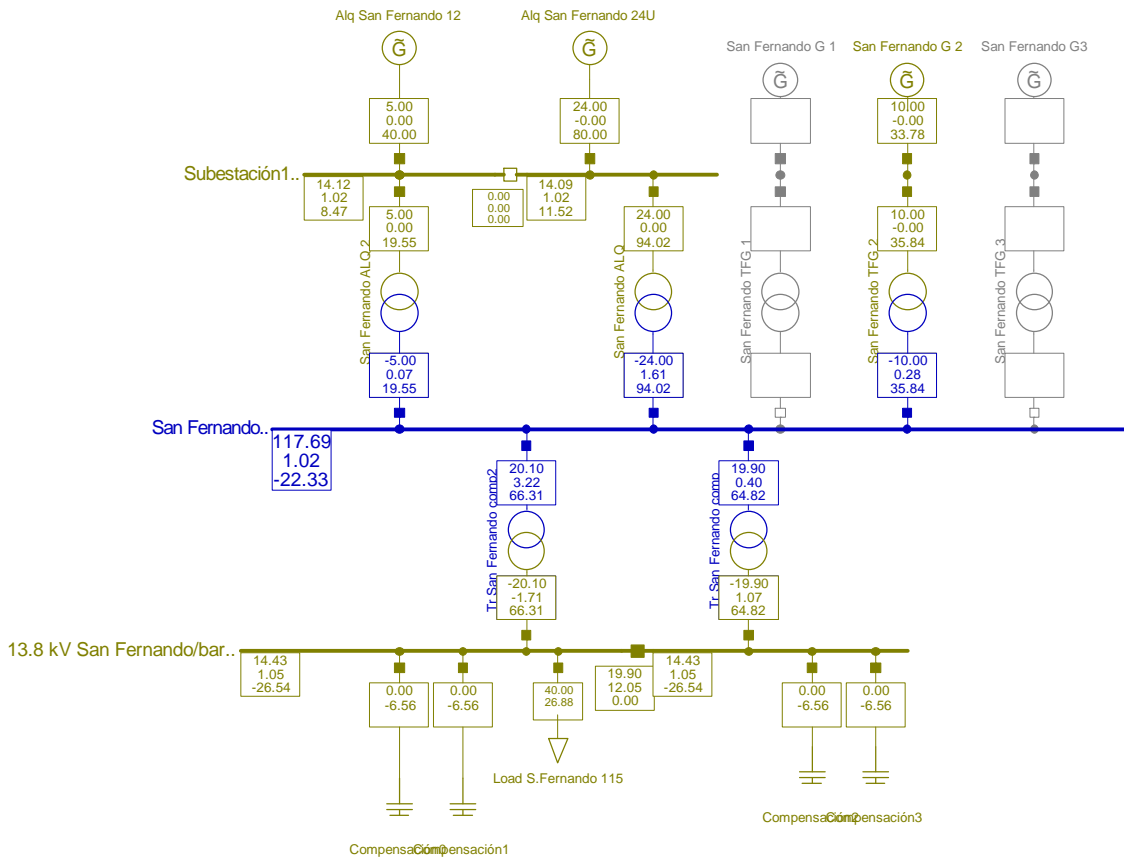 Alq San Fernando 12
Alq San Fernando 24U
San Fernando G 1
San Fernando G 2
San Fernando G3
G̃
G̃
G̃
G̃
G̃
5.00
0.00
40.00
24.00
-0.00
80.00
10.00
-0.00
33.78
Subestación1..
14.12
1.02
8.47
0.00
0.00
0.00
14.09
1.02
11.52
5.00
0.00
19.55
24.00
0.00
94.02
10.00
-0.00
35.84
San Fernando ALQ 2
San Fernando ALQ
San Fernando TFG 1
San Fernando TFG 2
San Fernando TFG 3
-5.00
0.07
19.55
-24.00
1.61
94.02
-10.00
0.28
35.84
San Fernando..
117.69
1.02
-22.33
20.10
3.22
66.31
19.90
0.40
64.82
Tr San Fernando comp2
Tr San Fernando comp
-20.10
-1.71
66.31
-19.90
1.07
64.82
13.8 kV San Fernando/bar..
14.43
1.05
-26.54
19.90
12.05
0.00
14.43
1.05
-26.54
0.00
-6.56
0.00
-6.56
40.00
26.88
0.00
-6.56
0.00
-6.56
Load S.Fernando 115
Compensación2
Compensación3
Compensación0
Compensación1